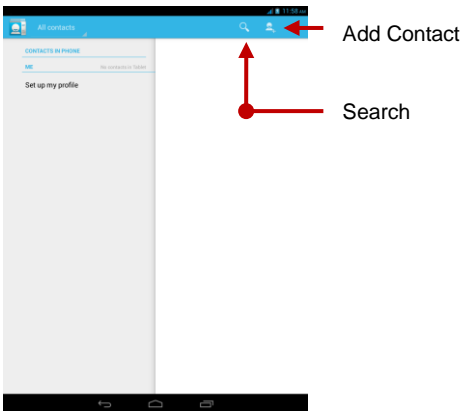 11:58 AM
All contacts
Add Contact
CONTACTS IN PHONE
ME No contacts in Tablet
Set up my profile
Search